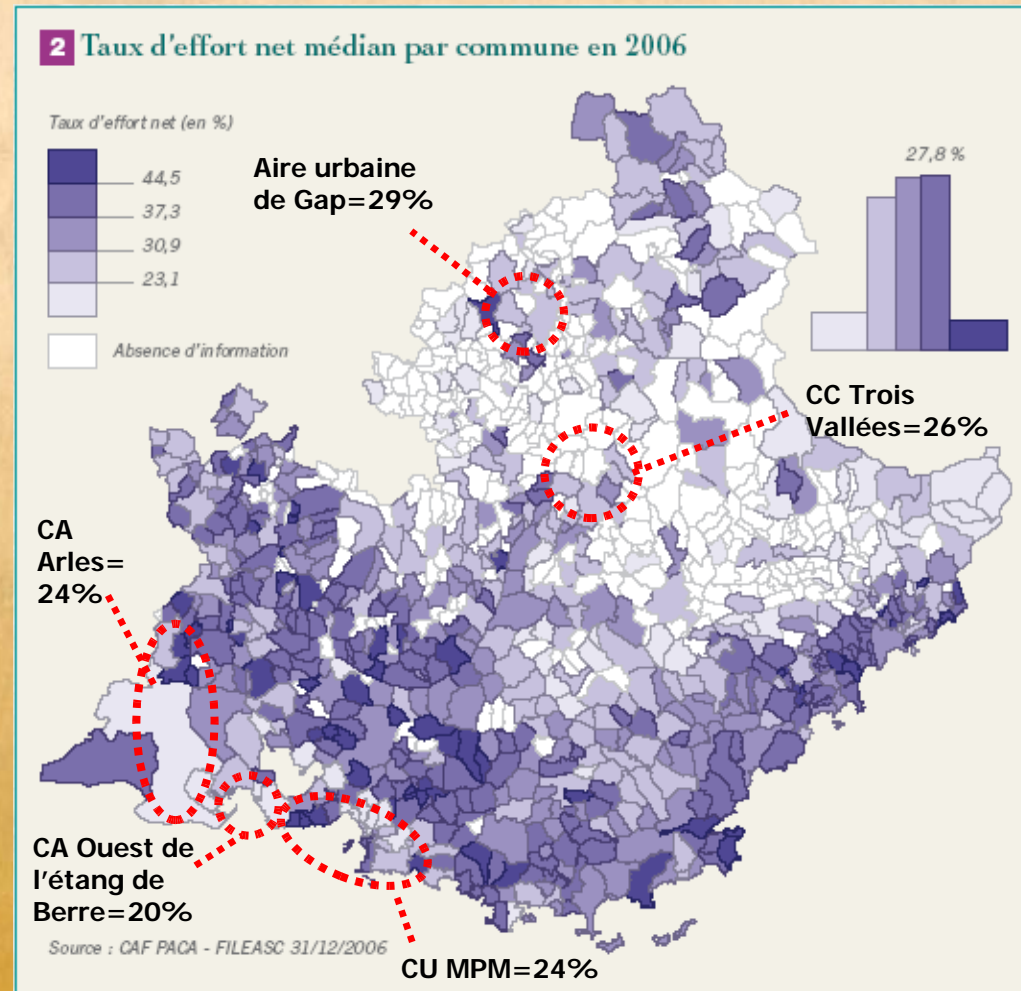 2 Taux d'effort net médian par commune en 2006
Taux d'effort net (en %)
44,5
37,3
30,9
23,1
Absence d'information
Aire urbaine
de Gap=29%
27,8 %
CC Trois
Vallées=26%
CA
Arles=
24%
CA Ouest de
l'étang de
Berre=20%
CU MPM=24%
Source : CAF PACA - FILEASC 31/12/2006